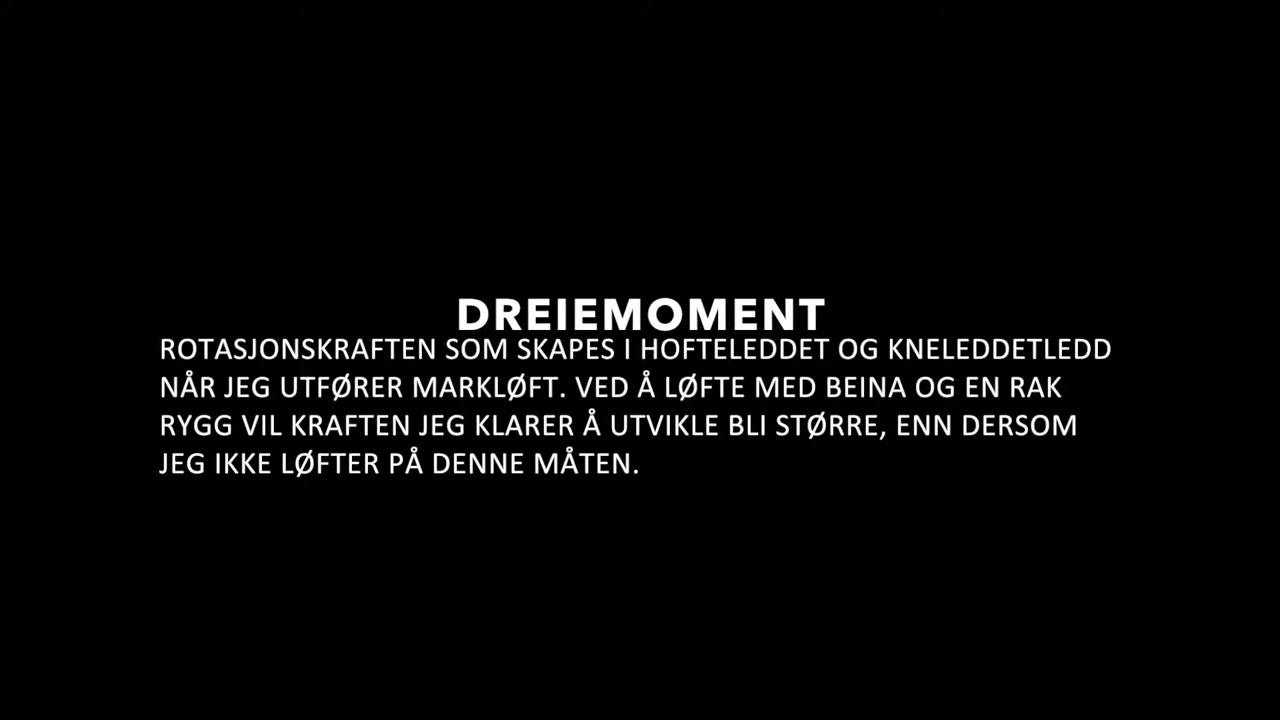 DREIEMOMENT
ROTASJONSKRAFTEN SOM SKAPES I HOFTELEDDET OG KNELEDDETLEDD
NÅR JEG UTFØRER MARKLØFT. VED Å LØFTE MED BEINA OG EN RAK
RYGG VIL KRAFTEN JEG KLARER Å UTVIKLE BLI STØRRE, ENN DERSOM
JEG IKKE LØFTER PÅ DENNE MÅTEN.